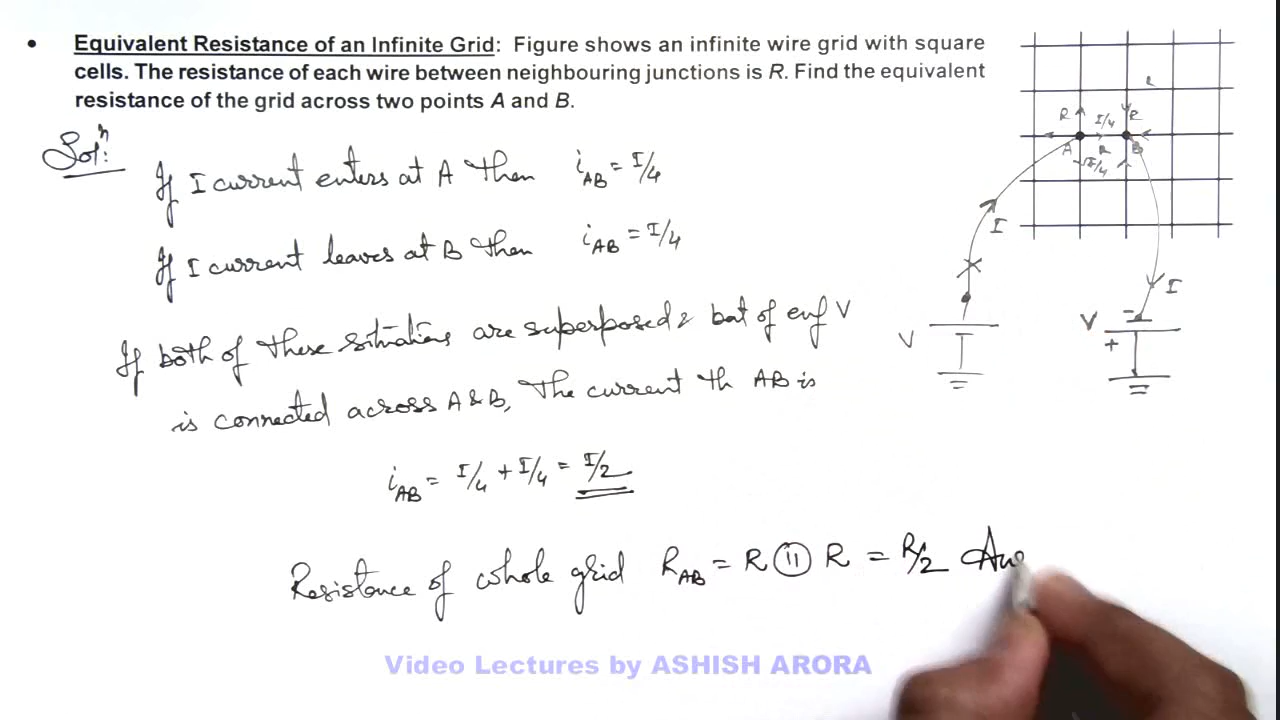 • Equivalent Resistance of an Infinite Grid: Figure shows an infinite wire grid with square
cells. The resistance of each wire between neighbouring junctions is R. Find the equivalent
resistance of the grid across two points A and B.
Solⁿ:
If I current enters at A then i_AB = I/4
If I current leaves at B then i_AB = I/4
If both of these situations are superposed & bat of emf V
is connected across A & B, The current th AB is
i_AB = I/4 + I/4 = I/2
Resistance of whole grid R_AB = R || R = R/2 Ans
R I/4 R
A R B
I/4
I
I
V
V
+
Video Lectures by ASHISH ARORA